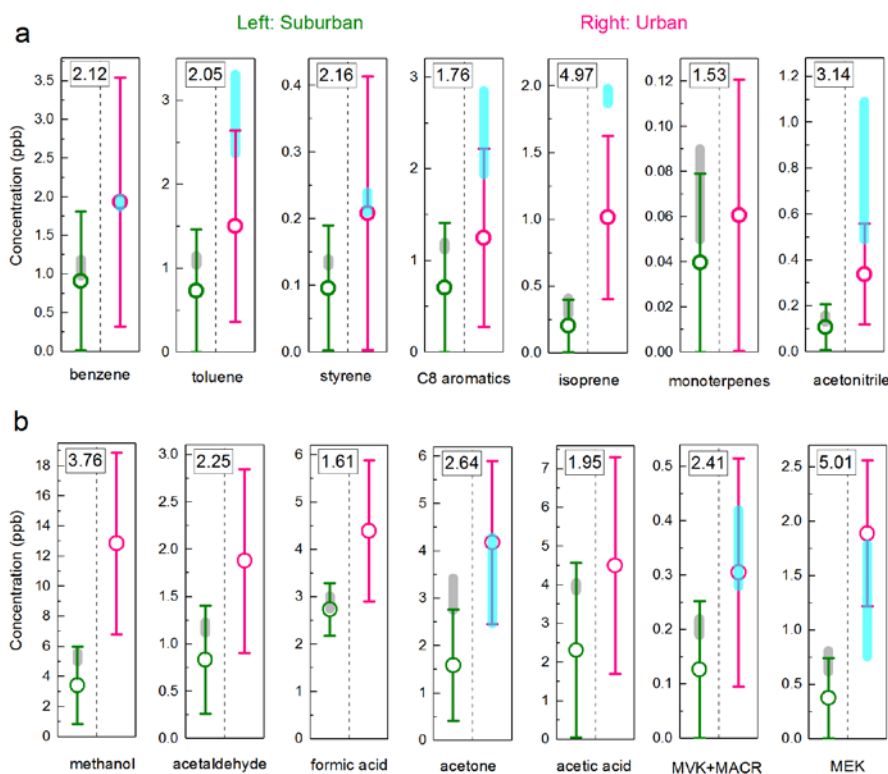 Left: Suburban Right: Urban
a
2.12 2.05 2.16 1.76 4.97 1.53 3.14
Concentration (ppb)
3.5 3.0 2.5 2.0 1.5 1.0 0.5 0.0
3 2 1 0
0.4 0.3 0.2 0.1 0.0
3 2 1 0
2.0 1.5 1.0 0.5 0.0
0.12 0.10 0.08 0.06 0.04 0.02 0.00
1.2 1.0 0.8 0.6 0.4 0.2 0.0
benzene toluene styrene C8 aromatics isoprene monoterpenes acetonitrile
b
3.76 2.25 1.61 2.64 1.95 2.41 5.01
Concentration (ppb)
18 16 14 12 10 8 6 4 2 0
3.0 2.5 2.0 1.5 1.0 0.5 0.0
6 5 4 3 2 1 0
6 5 4 3 2 1 0
7 6 5 4 3 2 1 0
0.5 0.4 0.3 0.2 0.1 0.0
2.5 2.0 1.5 1.0 0.5 0.0
methanol acetaldehyde formic acid acetone acetic acid MVK+MACR MEK